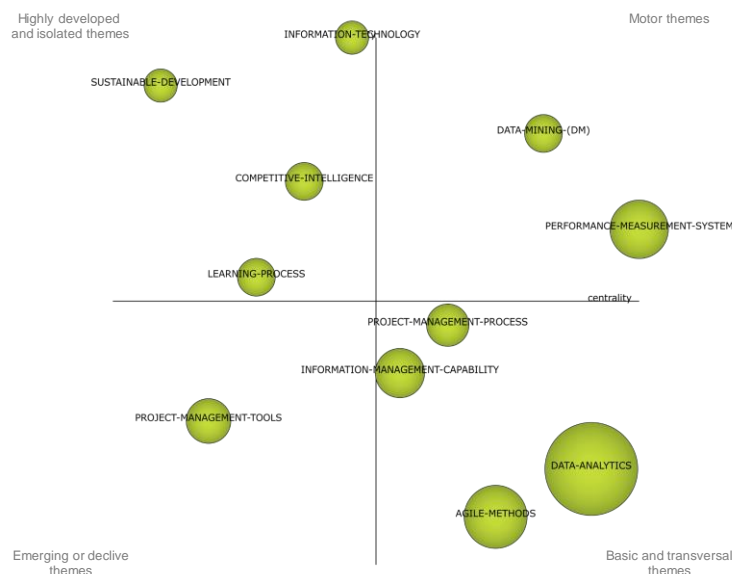 Highly developed
and isolated themes
Motor themes
INFORMATION-TECHNOLOGY
SUSTAINABLE-DEVELOPMENT
DATA-MINING-(DM)
COMPETITIVE-INTELLIGENCE
PERFORMANCE-MEASUREMENT-SYSTEM
LEARNING-PROCESS
centrality
PROJECT-MANAGEMENT-PROCESS
INFORMATION-MANAGEMENT-CAPABILITY
PROJECT-MANAGEMENT-TOOLS
DATA-ANALYTICS
AGILE-METHODS
Emerging or declive
themes
Basic and transversal
themes